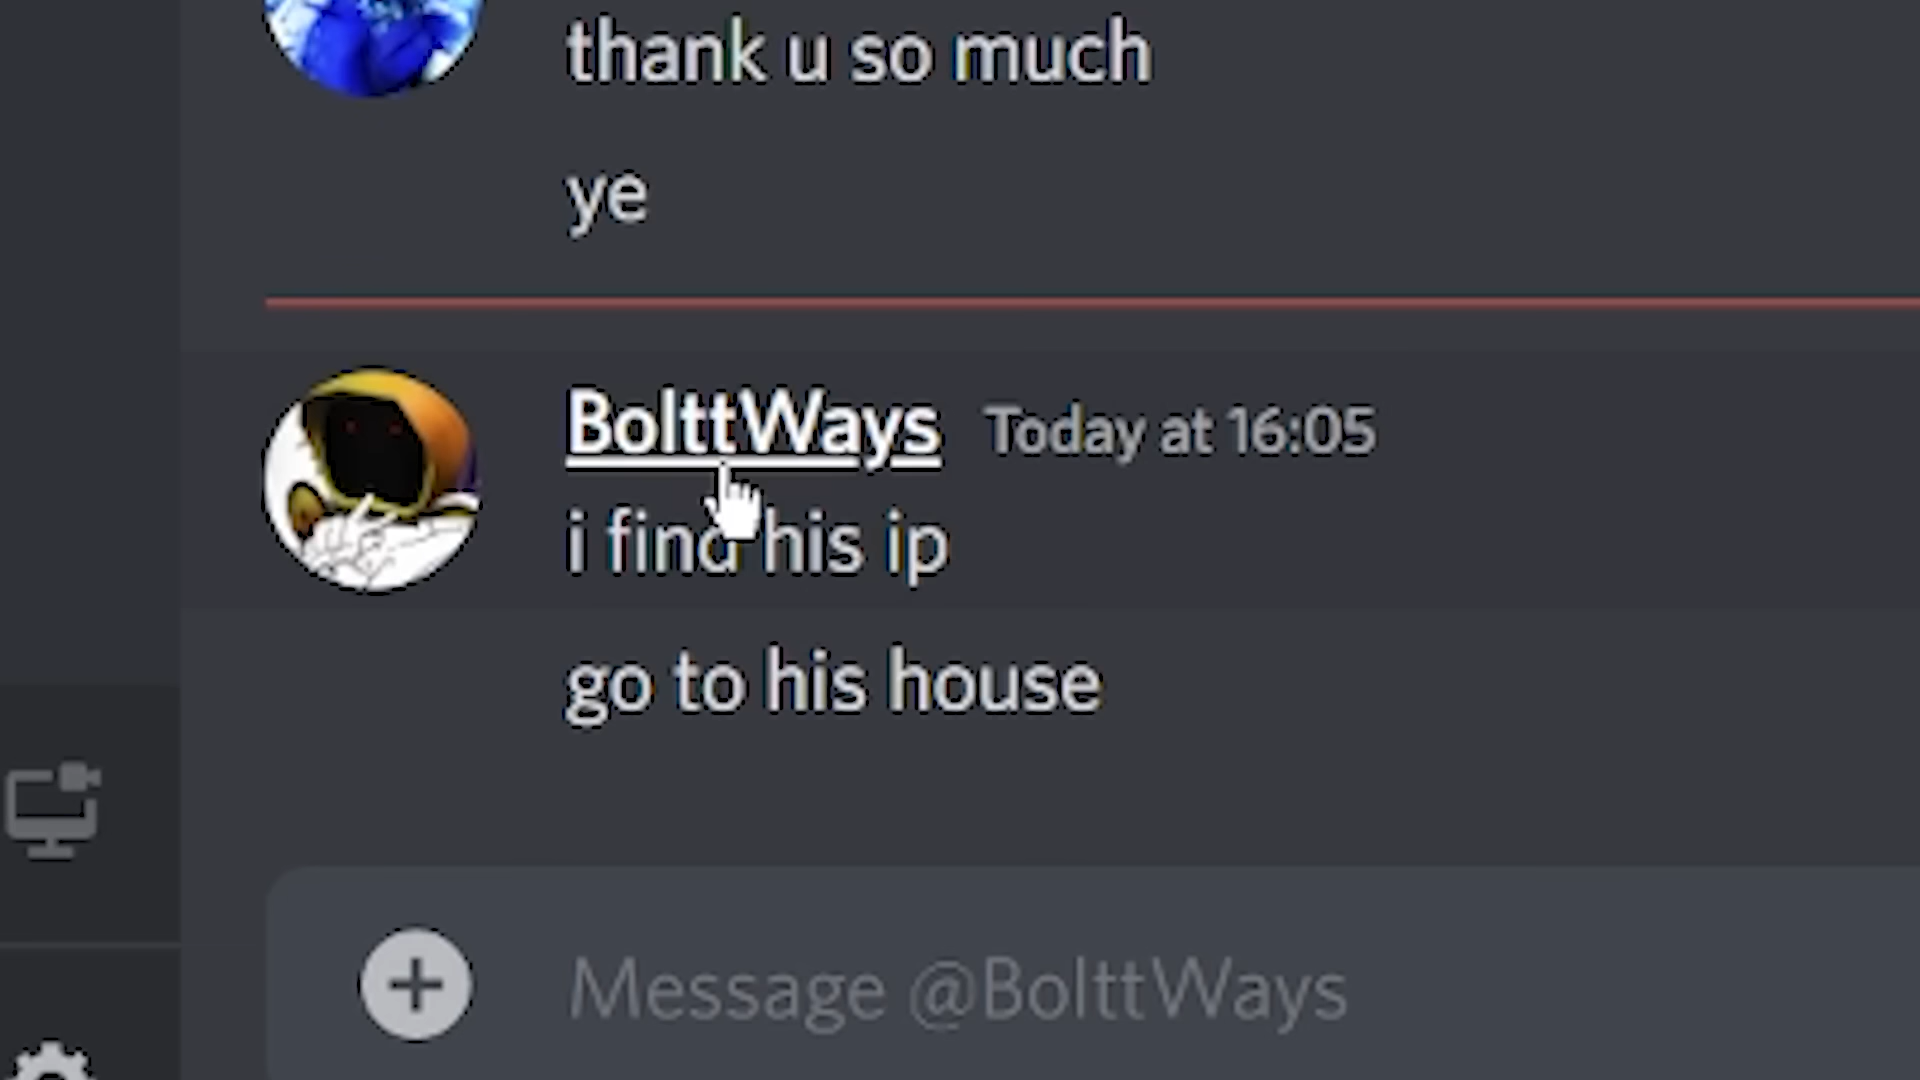 thank u so much
ye
BolttWays Today at 16:05
i find his ip
go to his house
Message @BolttWays